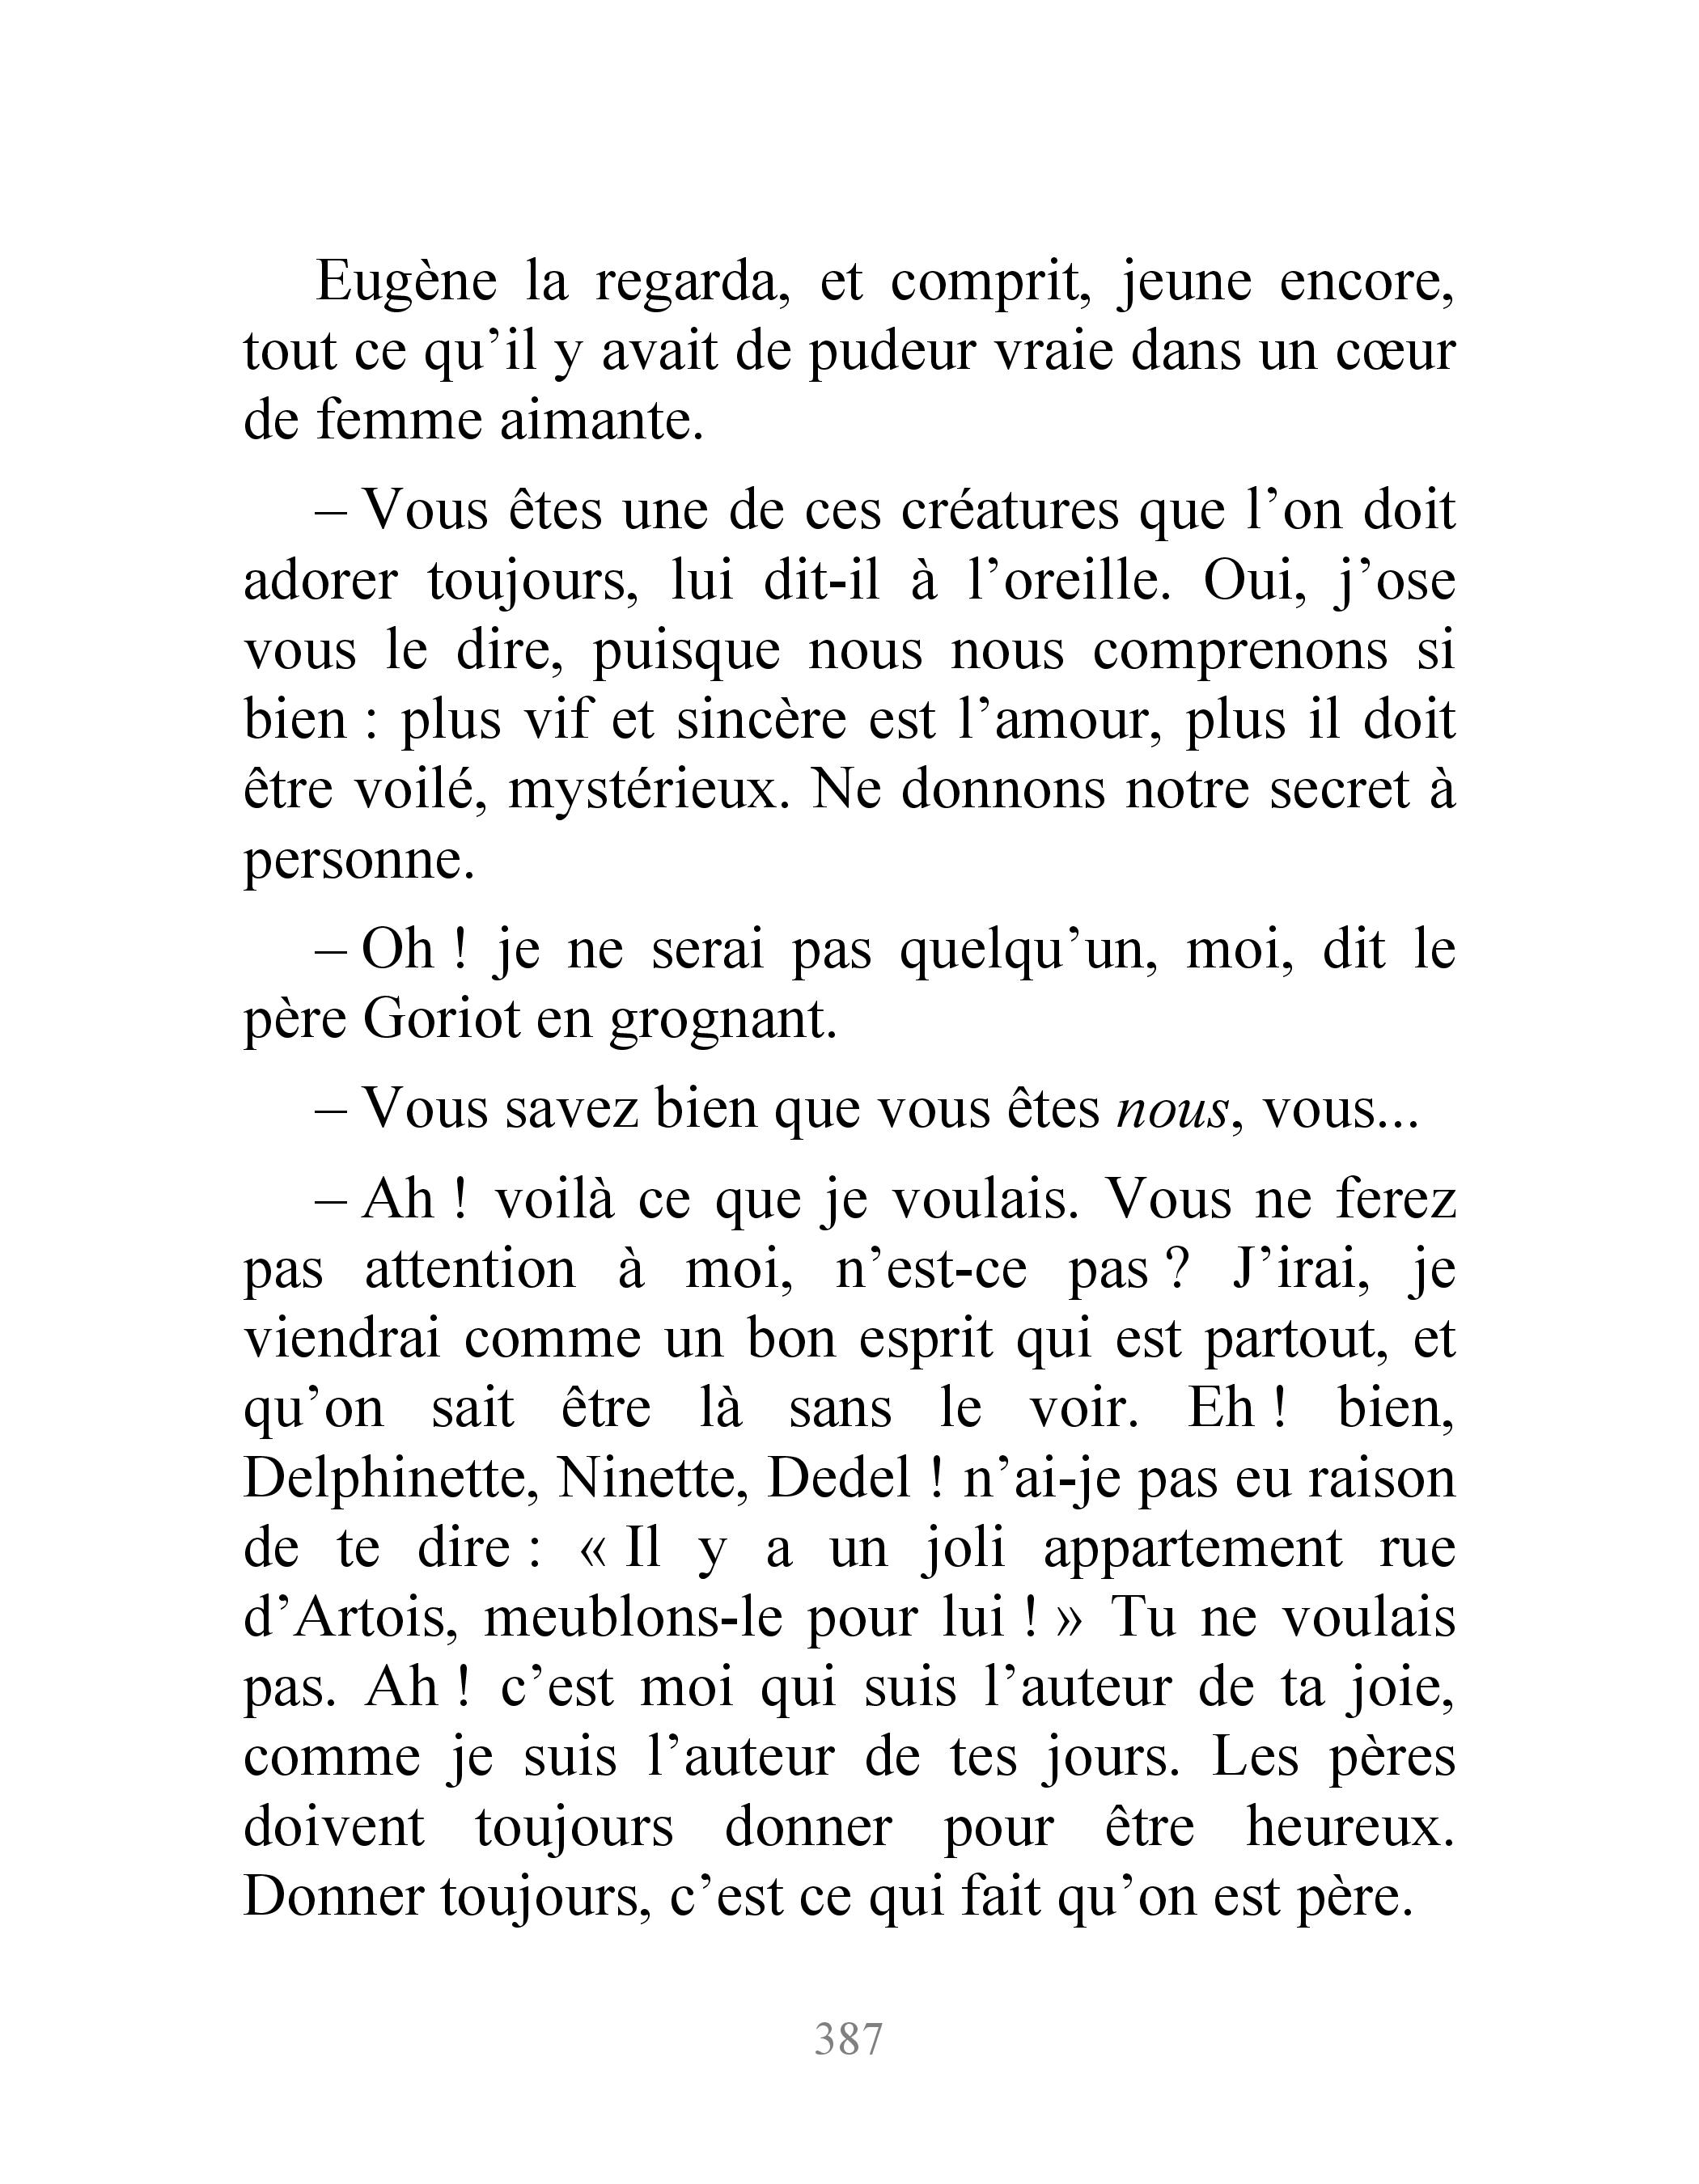 Eugène la regarda, et comprit, jeune encore,
tout ce qu’il y avait de pudeur vraie dans un cœur
de femme aimante.
– Vous êtes une de ces créatures que l’on doit
adorer toujours, lui dit-il à l’oreille. Oui, j’ose
vous le dire, puisque nous nous comprenons si
bien : plus vif et sincère est l’amour, plus il doit
être voilé, mystérieux. Ne donnons notre secret à
personne.
– Oh ! je ne serai pas quelqu’un, moi, dit le
père Goriot en grognant.
– Vous savez bien que vous êtes nous, vous...
– Ah ! voilà ce que je voulais. Vous ne ferez
pas attention à moi, n’est-ce pas ? J’irai, je
viendrai comme un bon esprit qui est partout, et
qu’on sait être là sans le voir. Eh ! bien,
Delphinette, Ninette, Dedel ! n’ai-je pas eu raison
de te dire : « Il y a un joli appartement rue
d’Artois, meublons-le pour lui ! » Tu ne voulais
pas. Ah ! c’est moi qui suis l’auteur de ta joie,
comme je suis l’auteur de tes jours. Les pères
doivent toujours donner pour être heureux.
Donner toujours, c’est ce qui fait qu’on est père.
387